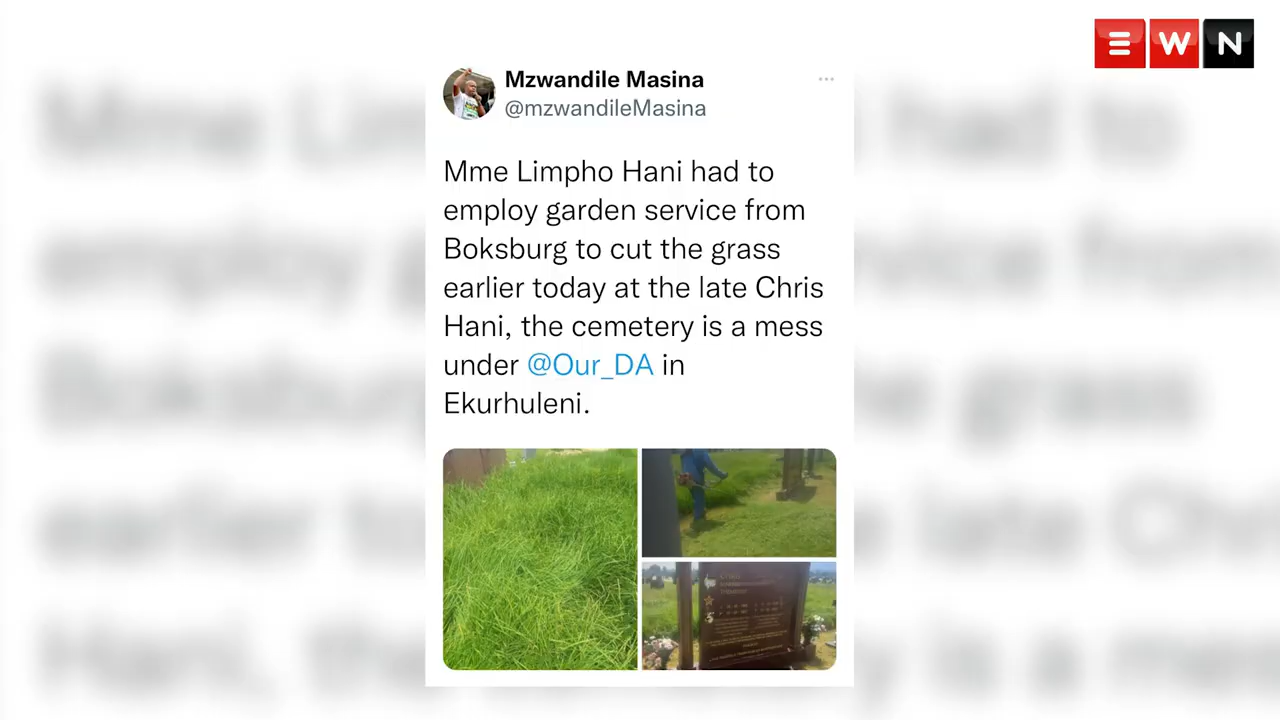 EWN
Mzwandile Masina
@mzwandileMasina
Mme Limpho Hani had to
employ garden service from
Boksburg to cut the grass
earlier today at the late Chris
Hani, the cemetery is a mess
under @Our_DA in
Ekurhuleni.